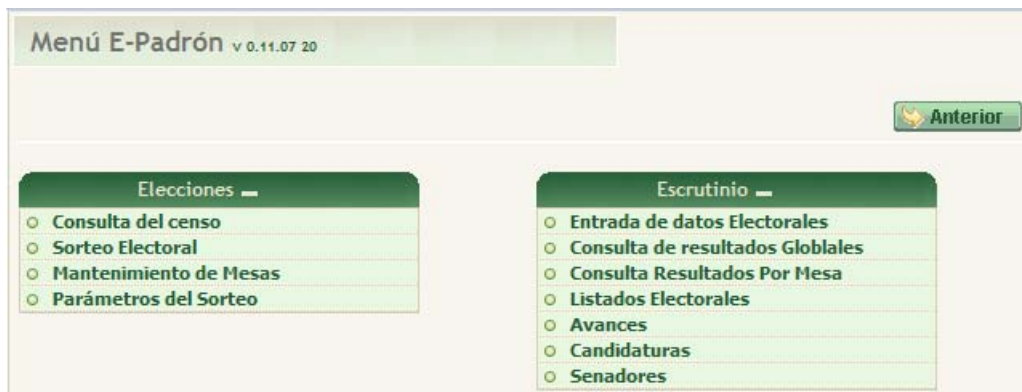 Menú E-Padrón v 0.11.07 20
Anterior
Elecciones
Consulta del censo
Sorteo Electoral
Mantenimiento de Mesas
Parámetros del Sorteo
Escrutinio
Entrada de datos Electorales
Consulta de resultados Globlales
Consulta Resultados Por Mesa
Listados Electorales
Avances
Candidaturas
Senadores